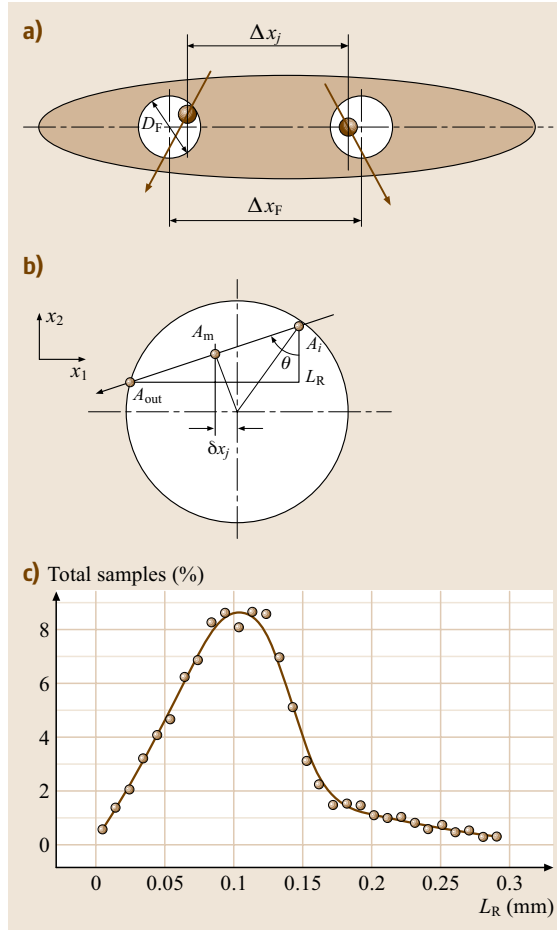 a)
Δx_j
D_F
Δx_F
b)
x_2
A_m
A_i
θ
x_1
L_R
A_out
δx_j
c) Total samples (%)
8
6
4
2
0
0 0.05 0.1 0.15 0.2 0.25 0.3
L_R (mm)